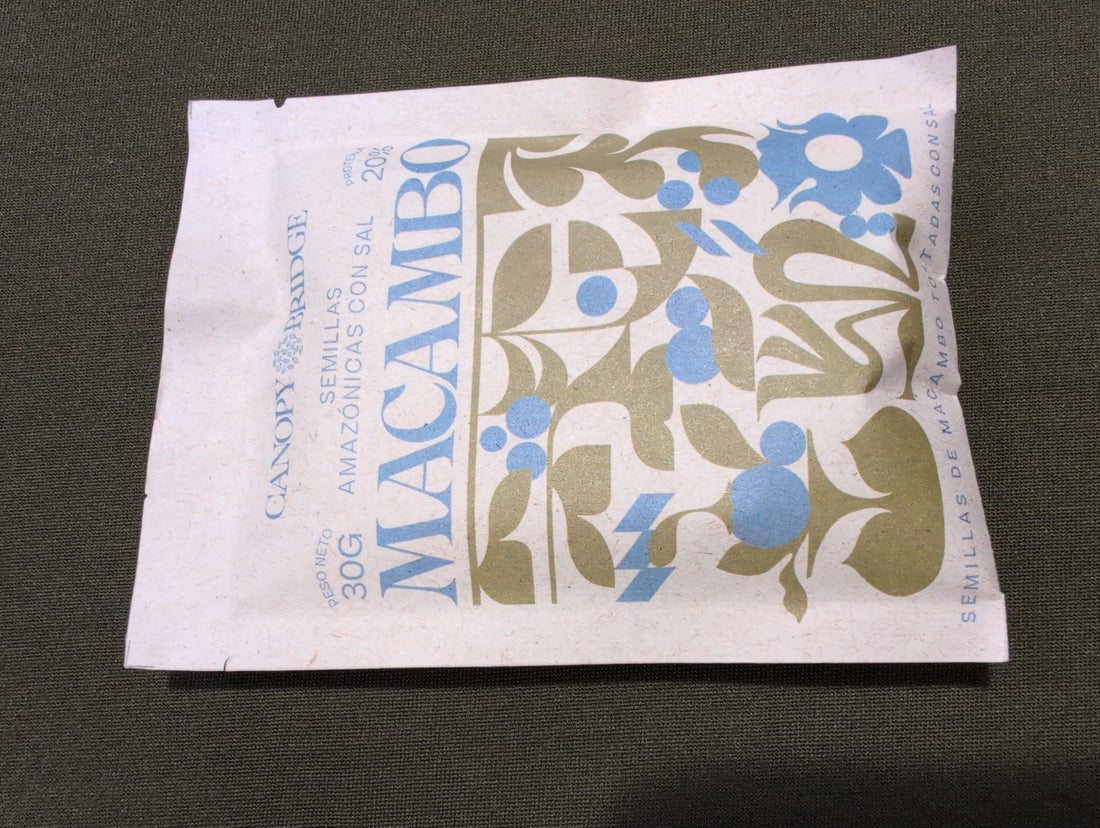 CANOPY BRIDGE
PESO NETO
30G
SEMILLAS
AMAZÓNICAS CON SAL
PROTEÍNA
20%
MACAMBO
SEMILLAS DE MACAMBO TOSTADAS CON SA